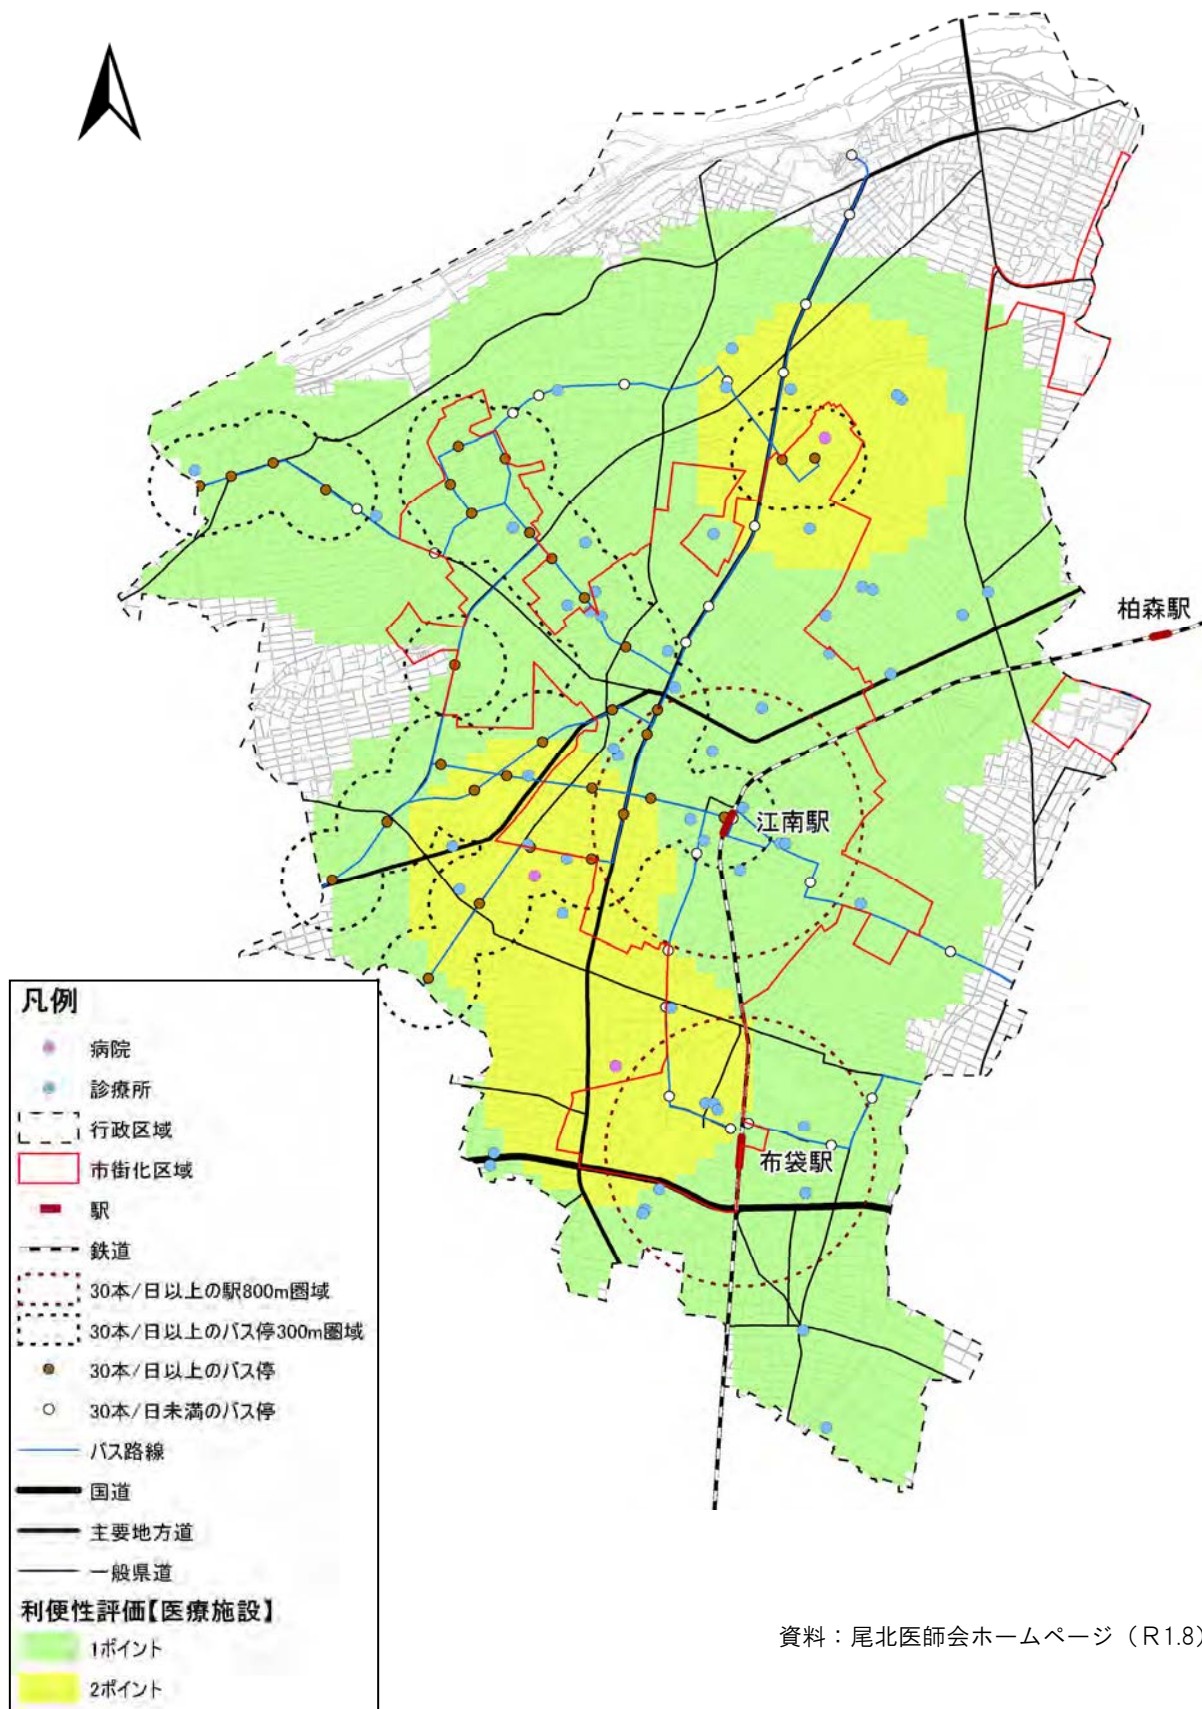 柏森駅
江南駅
布袋駅
凡例
病院
診療所
行政区域
市街化区域
駅
鉄道
30本/日以上の駅800m圏域
30本/日以上のバス停300m圏域
30本/日以上のバス停
30本/日未満のバス停
バス路線
国道
主要地方道
一般県道
利便性評価【医療施設】
1ポイント
2ポイント
資料：尾北医師会ホームページ（R1.8）